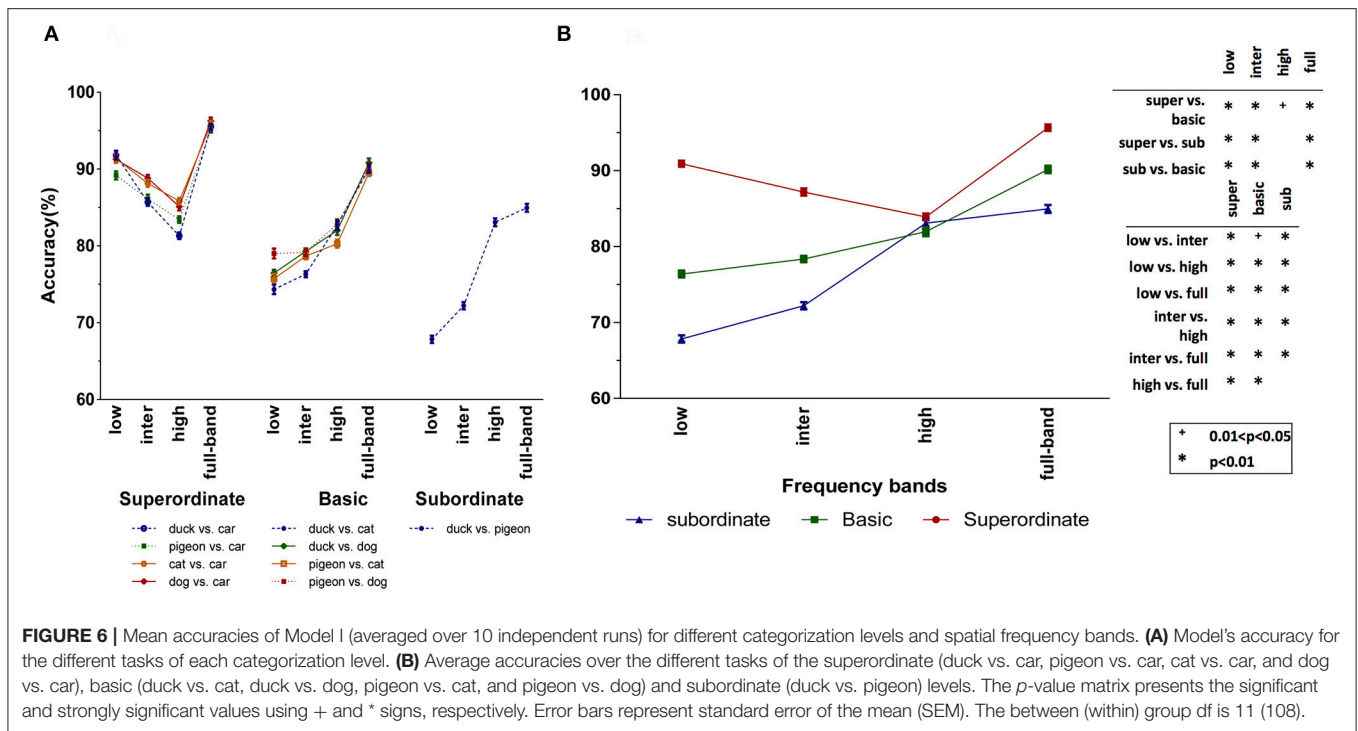 A
B
100
90
80
70
60
Accuracy(%)
low
inter
high
full-band
low
inter
high
full-band
low
inter
high
full-band
Superordinate
Basic
Subordinate
duck vs. car
pigeon vs. car
cat vs. car
dog vs. car
duck vs. cat
duck vs. dog
pigeon vs. cat
pigeon vs. dog
duck vs. pigeon
100
90
80
70
60
low
inter
high
full-band
Frequency bands
subordinate Basic Superordinate
low inter high full
super vs. basic * * + *
super vs. sub * * *
sub vs. basic * * *
super basic sub
low vs. inter * + *
low vs. high * * *
low vs. full * * *
inter vs. high * * *
inter vs. full * * *
high vs. full * *
+ 0.01<p<0.05
* p<0.01
FIGURE 6 | Mean accuracies of Model I (averaged over 10 independent runs) for different categorization levels and spatial frequency bands. (A) Model's accuracy for
the different tasks of each categorization level. (B) Average accuracies over the different tasks of the superordinate (duck vs. car, pigeon vs. car, cat vs. car, and dog
vs. car), basic (duck vs. cat, duck vs. dog, pigeon vs. cat, and pigeon vs. dog) and subordinate (duck vs. pigeon) levels. The p-value matrix presents the significant
and strongly significant values using + and * signs, respectively. Error bars represent standard error of the mean (SEM). The between (within) group df is 11 (108).